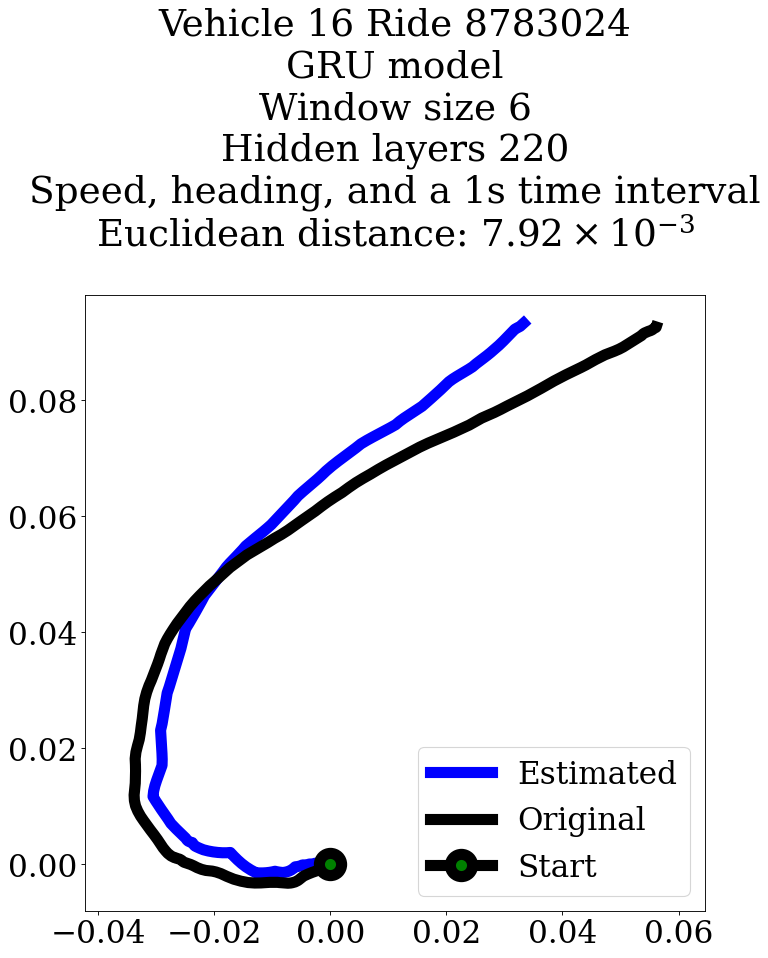 Vehicle 16 Ride 8783024
GRU model
Window size 6
Hidden layers 220
Speed, heading, and a 1s time interval
Euclidean distance: 7.92 × 10⁻³
0.08
0.06
0.04
0.02
0.00
Estimated
Original
Start
−0.04 −0.02 0.00 0.02 0.04 0.06